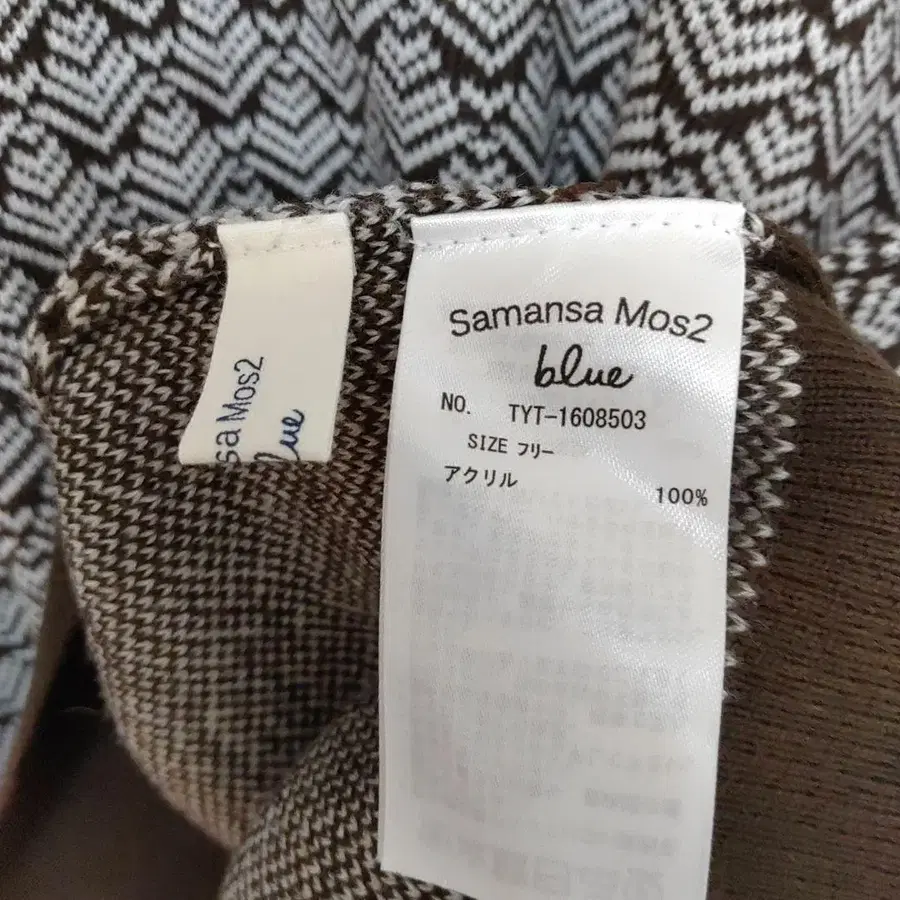 sa Mos2
lue
Samansa Mos2
blue
NO. TYT-1608503
SIZE フリー
アクリル 100%